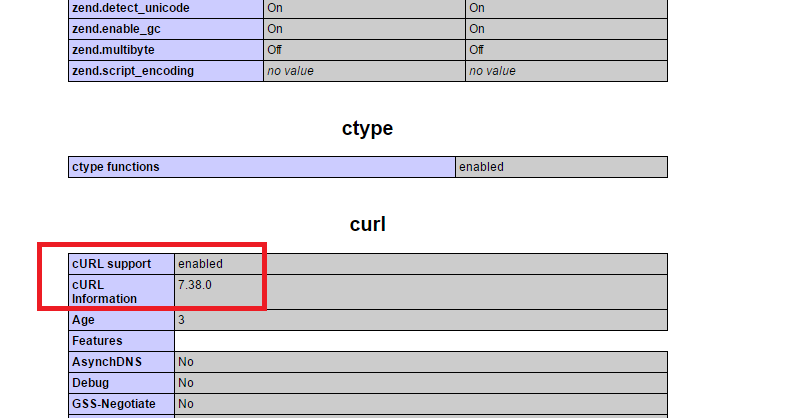 zend.detect_unicode On On
zend.enable_gc On On
zend.multibyte Off Off
zend.script_encoding no value no value
ctype
ctype functions enabled
curl
cURL support enabled
cURL 7.38.0
Information
Age 3
Features
AsynchDNS No
Debug No
GSS-Negotiate No